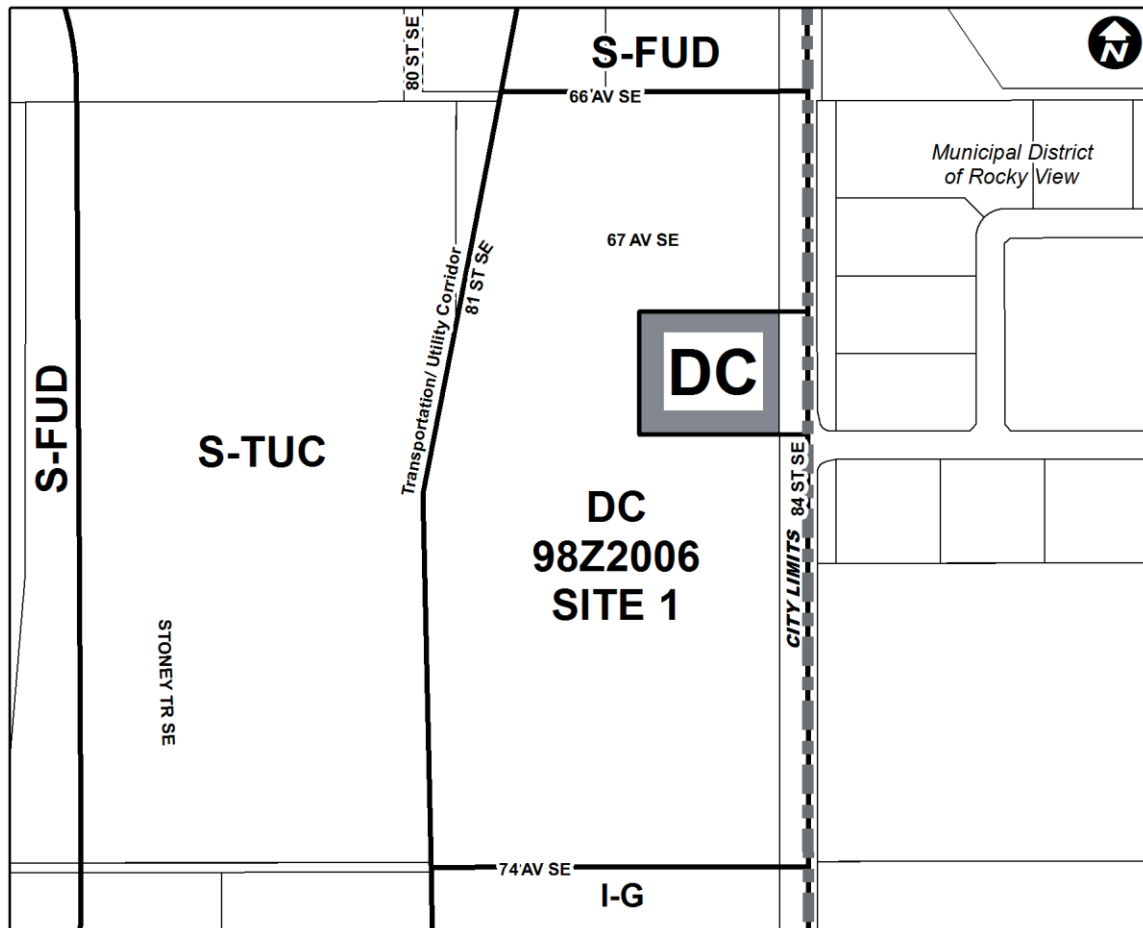 S-FUD
80 ST SE
66 AV SE
N
Municipal District
of Rocky View
67 AV SE
Transportation/ Utility Corridor
81 ST SE
DC
S-FUD
S-TUC
84 ST SE
DC
98Z2006
SITE 1
CITY LIMITS
STONEY TR SE
74 AV SE
I-G